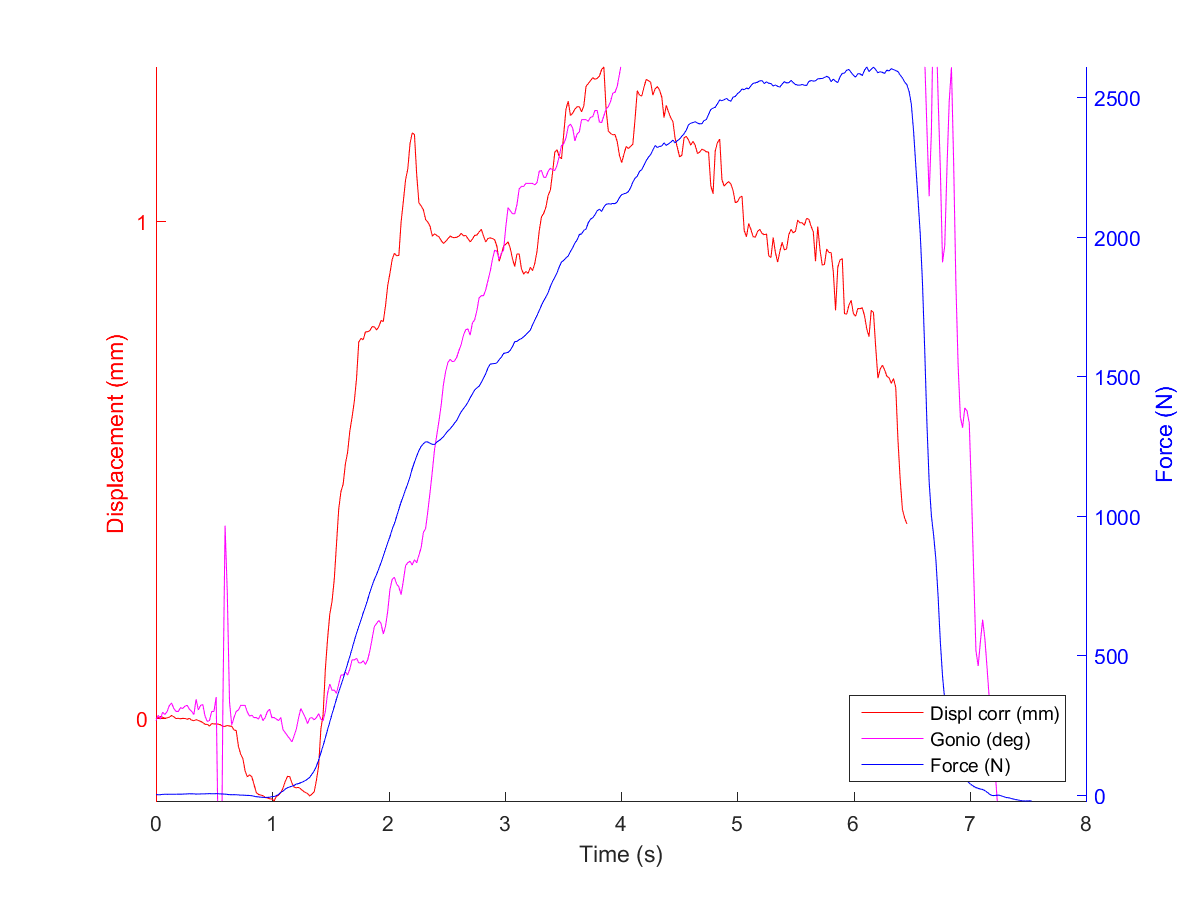 1
0
Displacement (mm)
2500
2000
1500
1000
500
0
Force (N)
Displ corr (mm)
Gonio (deg)
Force (N)
0 1 2 3 4 5 6 7 8
Time (s)